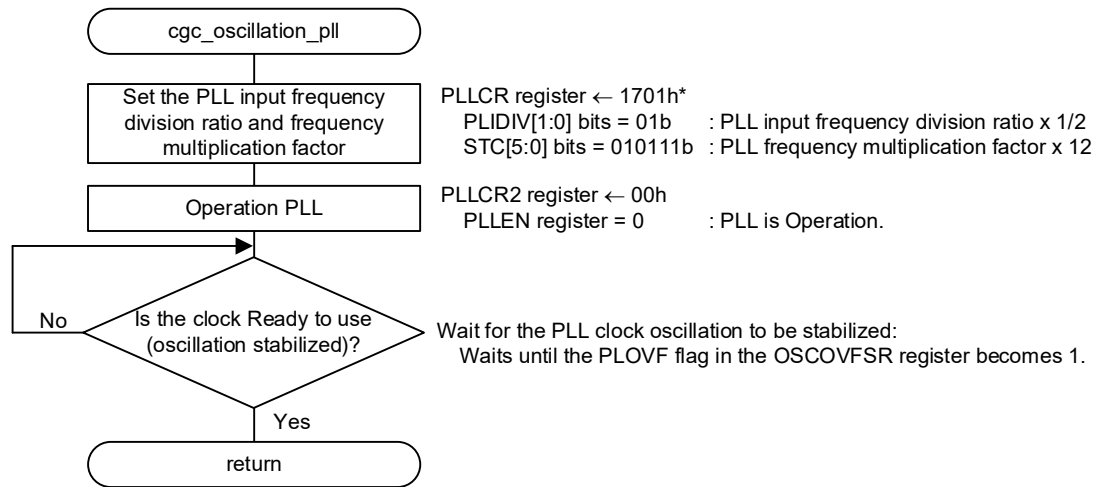 cgc_oscillation_pll
Set the PLL input frequency
division ratio and frequency
multiplication factor
PLLCR register ← 1701h*
PLIDIV[1:0] bits = 01b : PLL input frequency division ratio x 1/2
STC[5:0] bits = 010111b : PLL frequency multiplication factor x 12
Operation PLL
PLLCR2 register ← 00h
PLLEN register = 0 : PLL is Operation.
No
Is the clock Ready to use
(oscillation stabilized)?
Wait for the PLL clock oscillation to be stabilized:
Waits until the PLOVF flag in the OSCOVFSR register becomes 1.
Yes
return